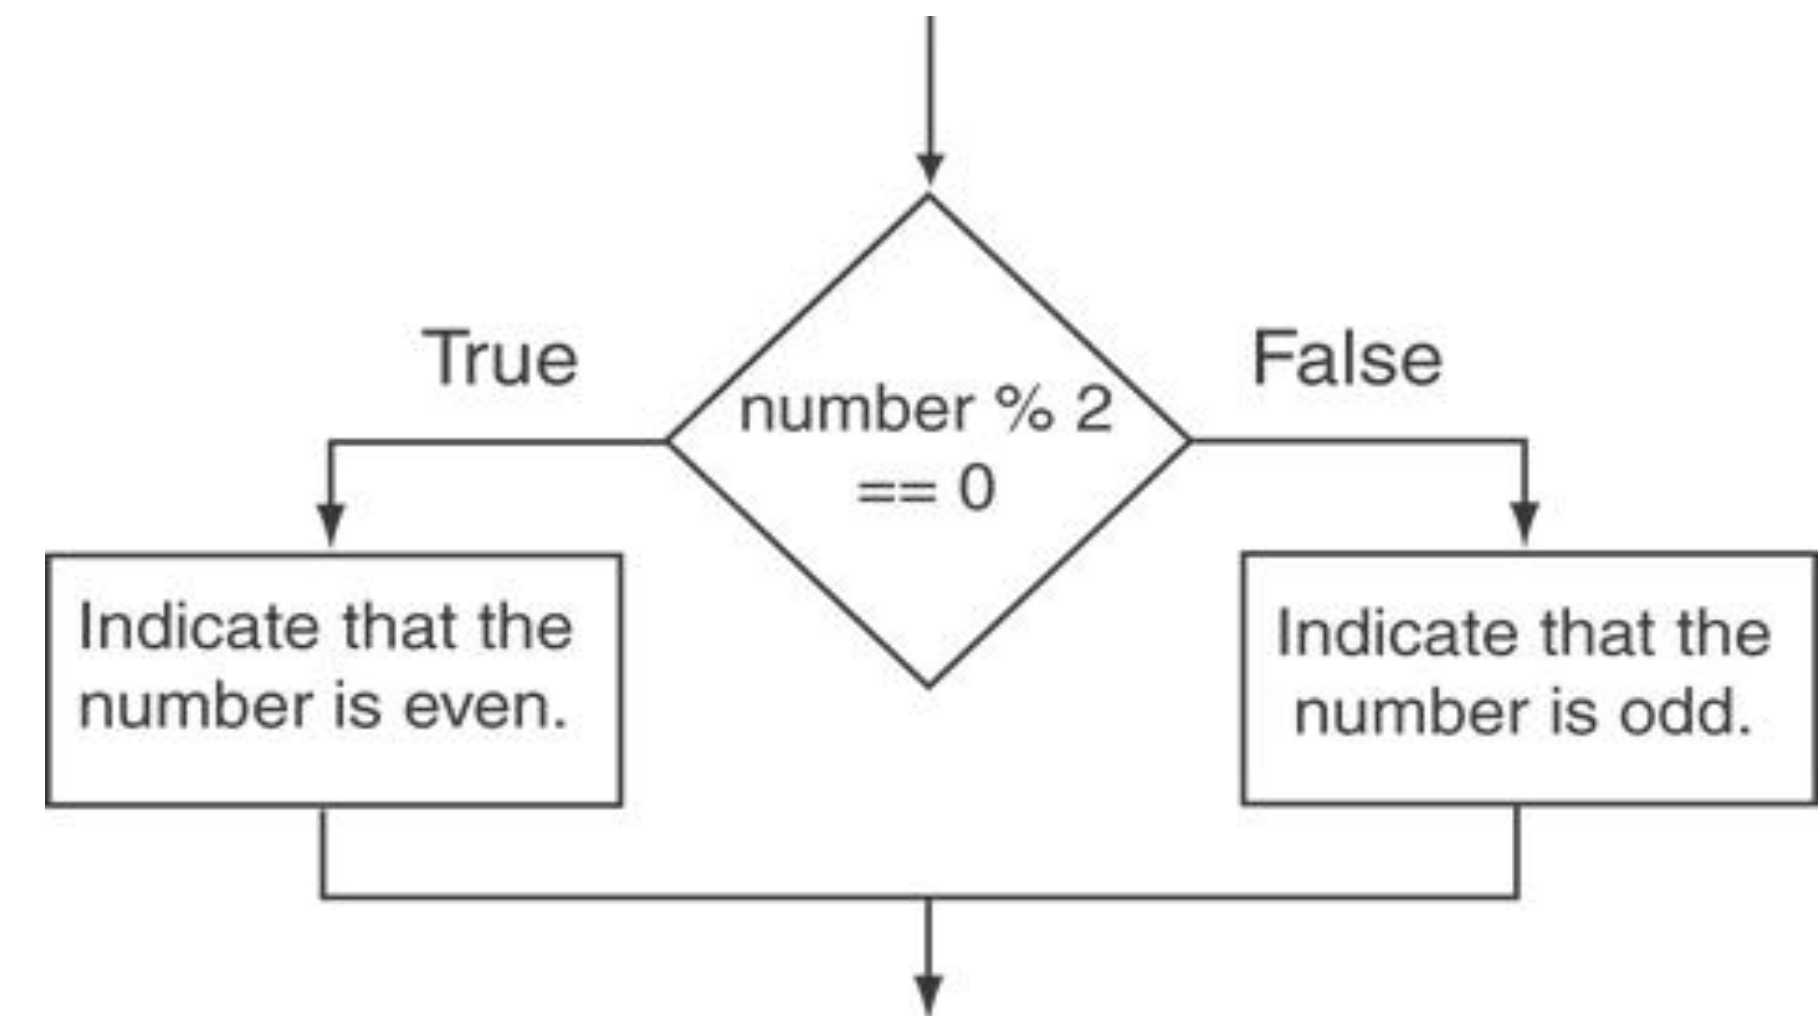 True
False
number % 2
== 0
Indicate that the
number is even.
Indicate that the
number is odd.